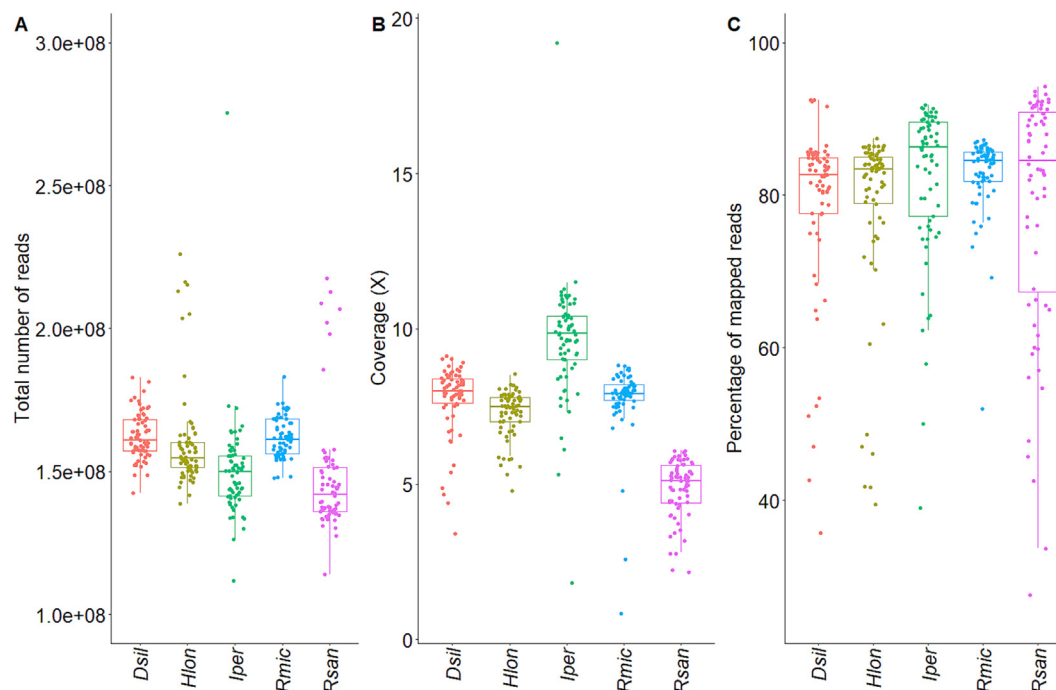 A
Total number of reads
3.0e+08
2.5e+08
2.0e+08
1.5e+08
1.0e+08
Dsil
Hlon
Iper
Rmic
Rsan
B
Coverage (X)
20
15
10
5
0
Dsil
Hlon
Iper
Rmic
Rsan
C
Percentage of mapped reads
100
80
60
40
Dsil
Hlon
Iper
Rmic
Rsan